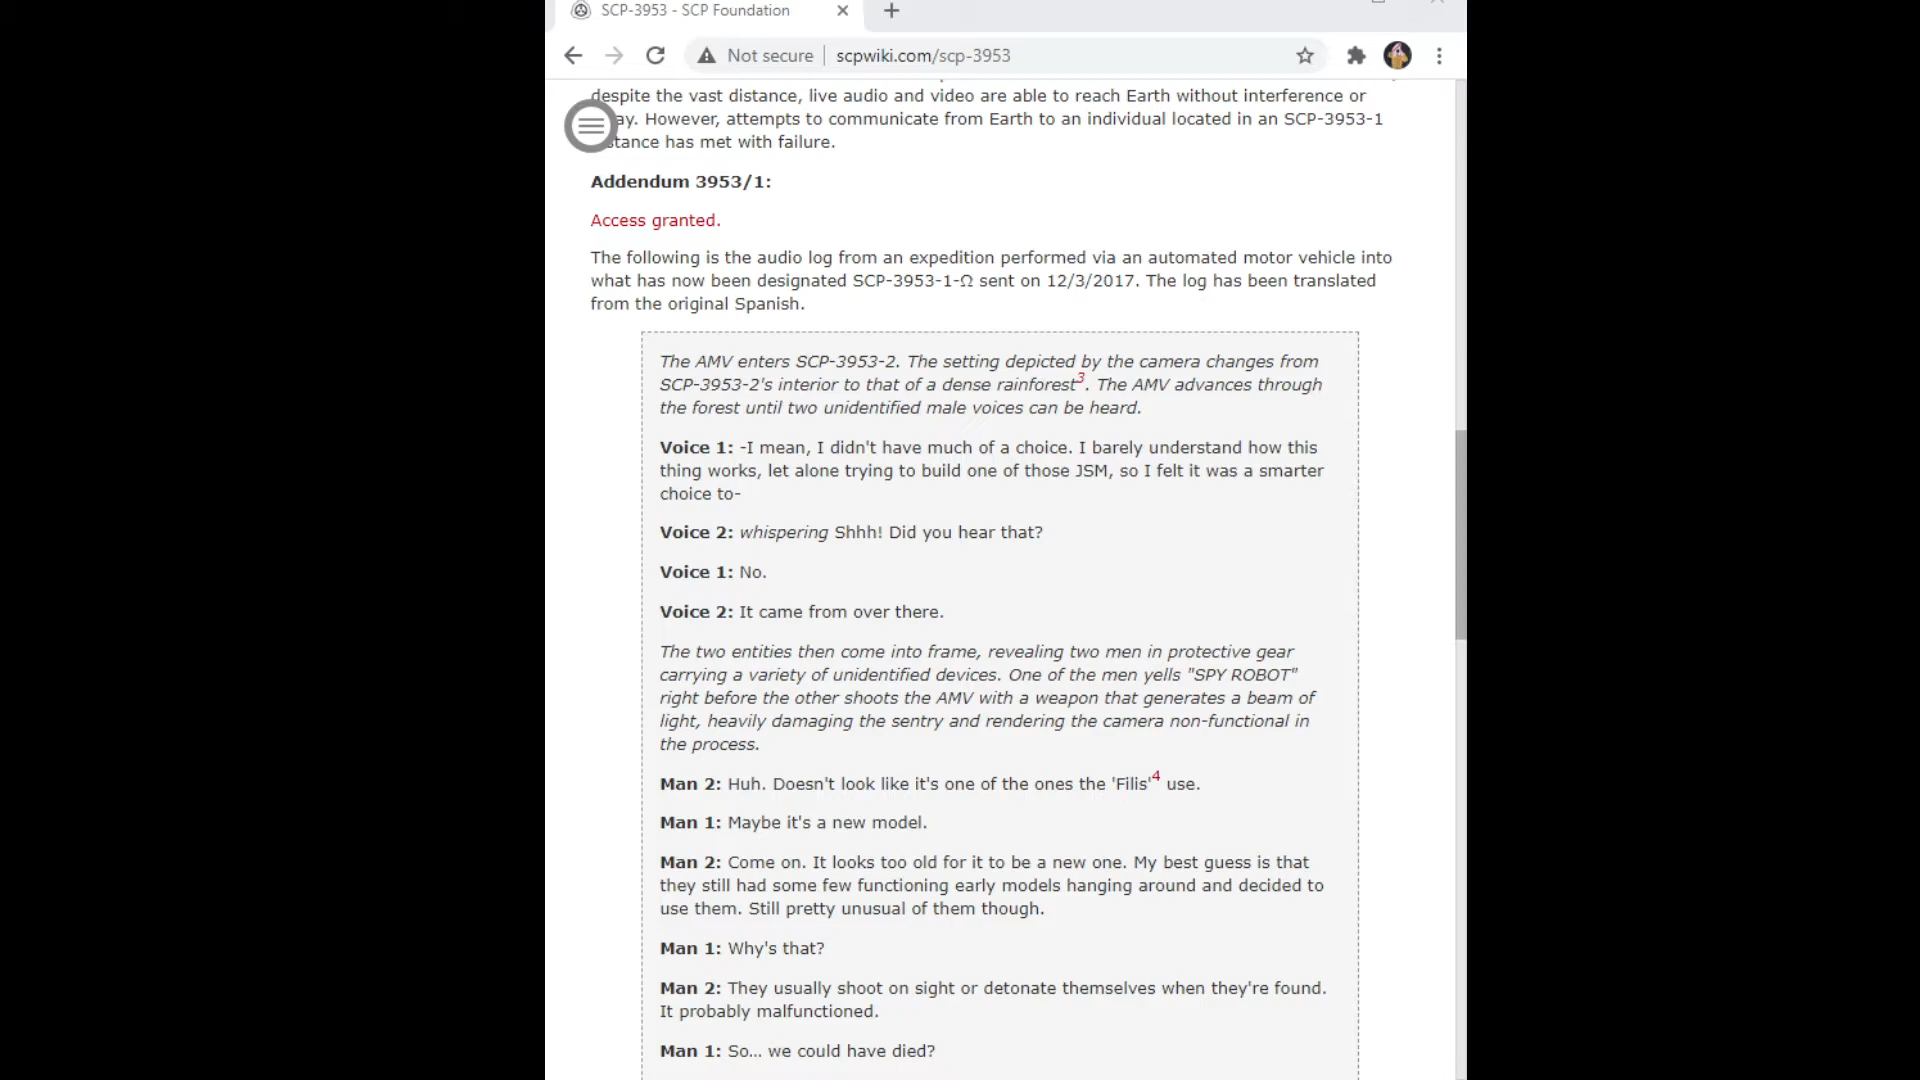 SCP-3953 - SCP Foundation
Not secure
scpwiki.com/scp-3953
despite the vast distance, live audio and video are able to reach Earth without interference or
ay. However, attempts to communicate from Earth to an individual located in an SCP-3953-1
stance has met with failure.
Addendum 3953/1:
Access granted.
The following is the audio log from an expedition performed via an automated motor vehicle into
what has now been designated SCP-3953-1-Ω sent on 12/3/2017. The log has been translated
from the original Spanish.
The AMV enters SCP-3953-2. The setting depicted by the camera changes from
SCP-3953-2's interior to that of a dense rainforest3. The AMV advances through
the forest until two unidentified male voices can be heard.
Voice 1: -I mean, I didn't have much of a choice. I barely understand how this
thing works, let alone trying to build one of those JSM, so I felt it was a smarter
choice to-
Voice 2: whispering Shhh! Did you hear that?
Voice 1: No.
Voice 2: It came from over there.
The two entities then come into frame, revealing two men in protective gear
carrying a variety of unidentified devices. One of the men yells "SPY ROBOT"
right before the other shoots the AMV with a weapon that generates a beam of
light, heavily damaging the sentry and rendering the camera non-functional in
the process.
Man 2: Huh. Doesn't look like it's one of the ones the 'Filis'4 use.
Man 1: Maybe it's a new model.
Man 2: Come on. It looks too old for it to be a new one. My best guess is that
they still had some few functioning early models hanging around and decided to
use them. Still pretty unusual of them though.
Man 1: Why's that?
Man 2: They usually shoot on sight or detonate themselves when they're found.
It probably malfunctioned.
Man 1: So... we could have died?